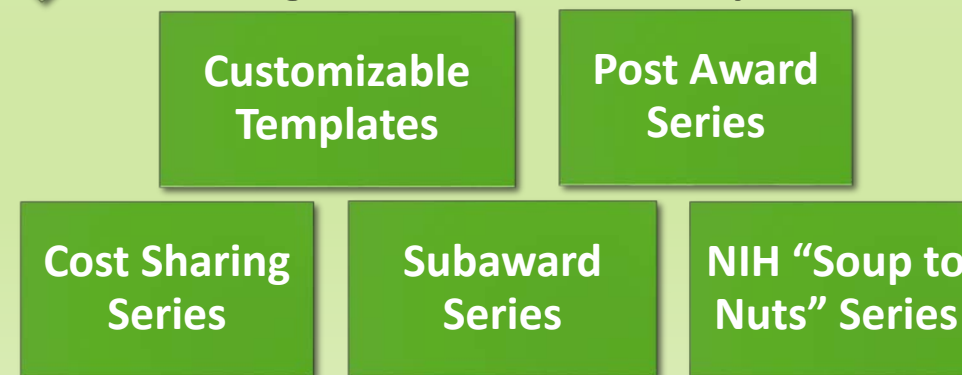 Customizable
Templates
Post Award
Series
Cost Sharing
Series
Subaward
Series
NIH “Soup to
Nuts” Series